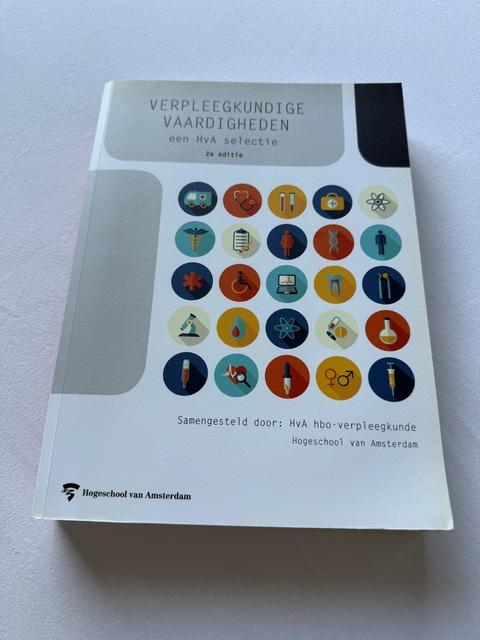 VERPLEEGKUNDIGE
VAARDIGHEDEN
een HvA selectie
2e editie
Samengesteld door: HvA hbo-verpleegkunde
Hogeschool van Amsterdam
Hogeschool van Amsterdam